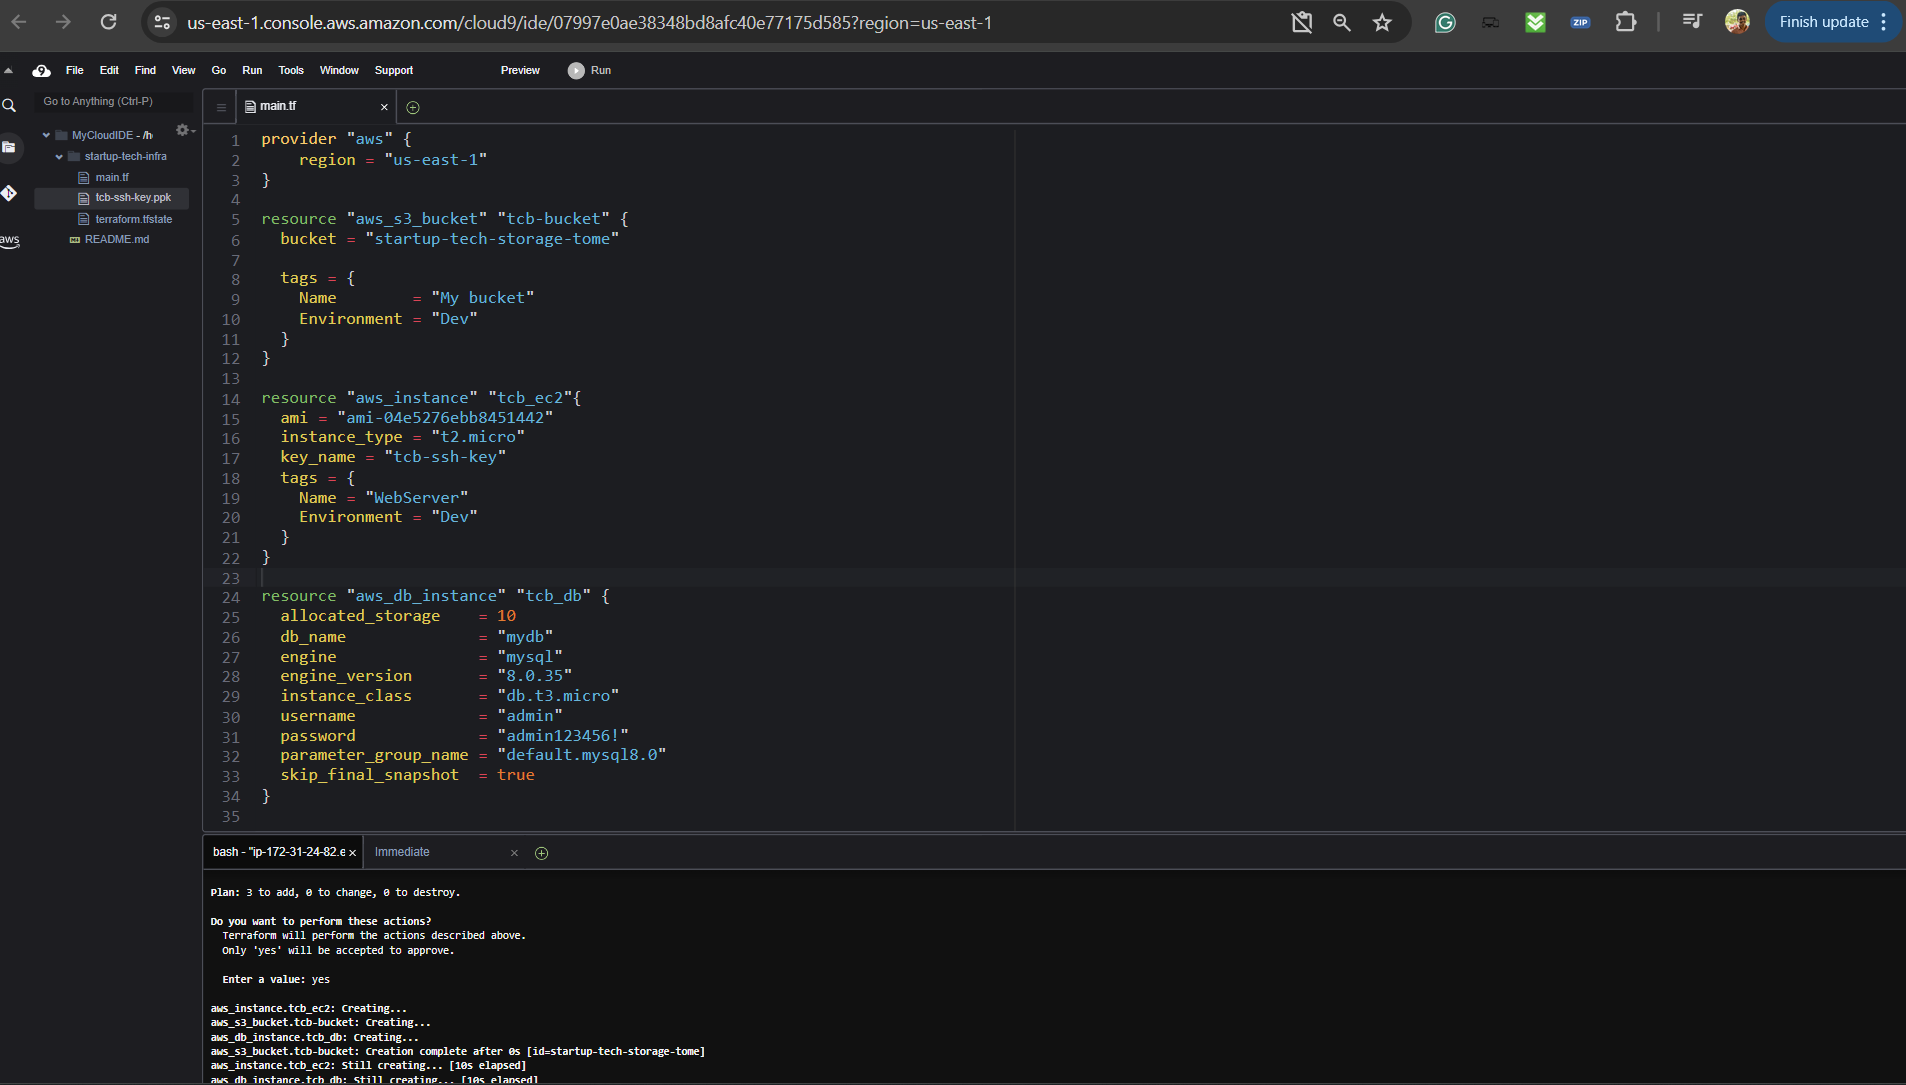 us-east-1.console.aws.amazon.com/cloud9/ide/07997e0ae38348bd8afc40e77175d585?region=us-east-1
ZIP
Finish update
9 File Edit Find View Go Run Tools Window Support Preview Run
Go to Anything (Ctrl-P)
main.tf
MyCloudIDE - /h
startup-tech-infra
main.tf
tcb-ssh-key.ppk
terraform.tfstate
README.md
aws
1 provider "aws" {
2 region = "us-east-1"
3 }
4
5 resource "aws_s3_bucket" "tcb-bucket" {
6 bucket = "startup-tech-storage-tome"
7
8 tags = {
9 Name = "My bucket"
10 Environment = "Dev"
11 }
12 }
13
14 resource "aws_instance" "tcb_ec2"{
15 ami = "ami-04e5276ebb8451442"
16 instance_type = "t2.micro"
17 key_name = "tcb-ssh-key"
18 tags = {
19 Name = "WebServer"
20 Environment = "Dev"
21 }
22 }
23
24 resource "aws_db_instance" "tcb_db" {
25 allocated_storage = 10
26 db_name = "mydb"
27 engine = "mysql"
28 engine_version = "8.0.35"
29 instance_class = "db.t3.micro"
30 username = "admin"
31 password = "admin123456!"
32 parameter_group_name = "default.mysql8.0"
33 skip_final_snapshot = true
34 }
35
bash - "ip-172-31-24-82.e
Immediate
Plan: 3 to add, 0 to change, 0 to destroy.
Do you want to perform these actions?
Terraform will perform the actions described above.
Only 'yes' will be accepted to approve.
Enter a value: yes
aws_instance.tcb_ec2: Creating...
aws_s3_bucket.tcb-bucket: Creating...
aws_db_instance.tcb_db: Creating...
aws_s3_bucket.tcb-bucket: Creation complete after 0s [id=startup-tech-storage-tome]
aws_instance.tcb_ec2: Still creating... [10s elapsed]
aws_db_instance.tcb_db: Still creating... [10s elapsed]